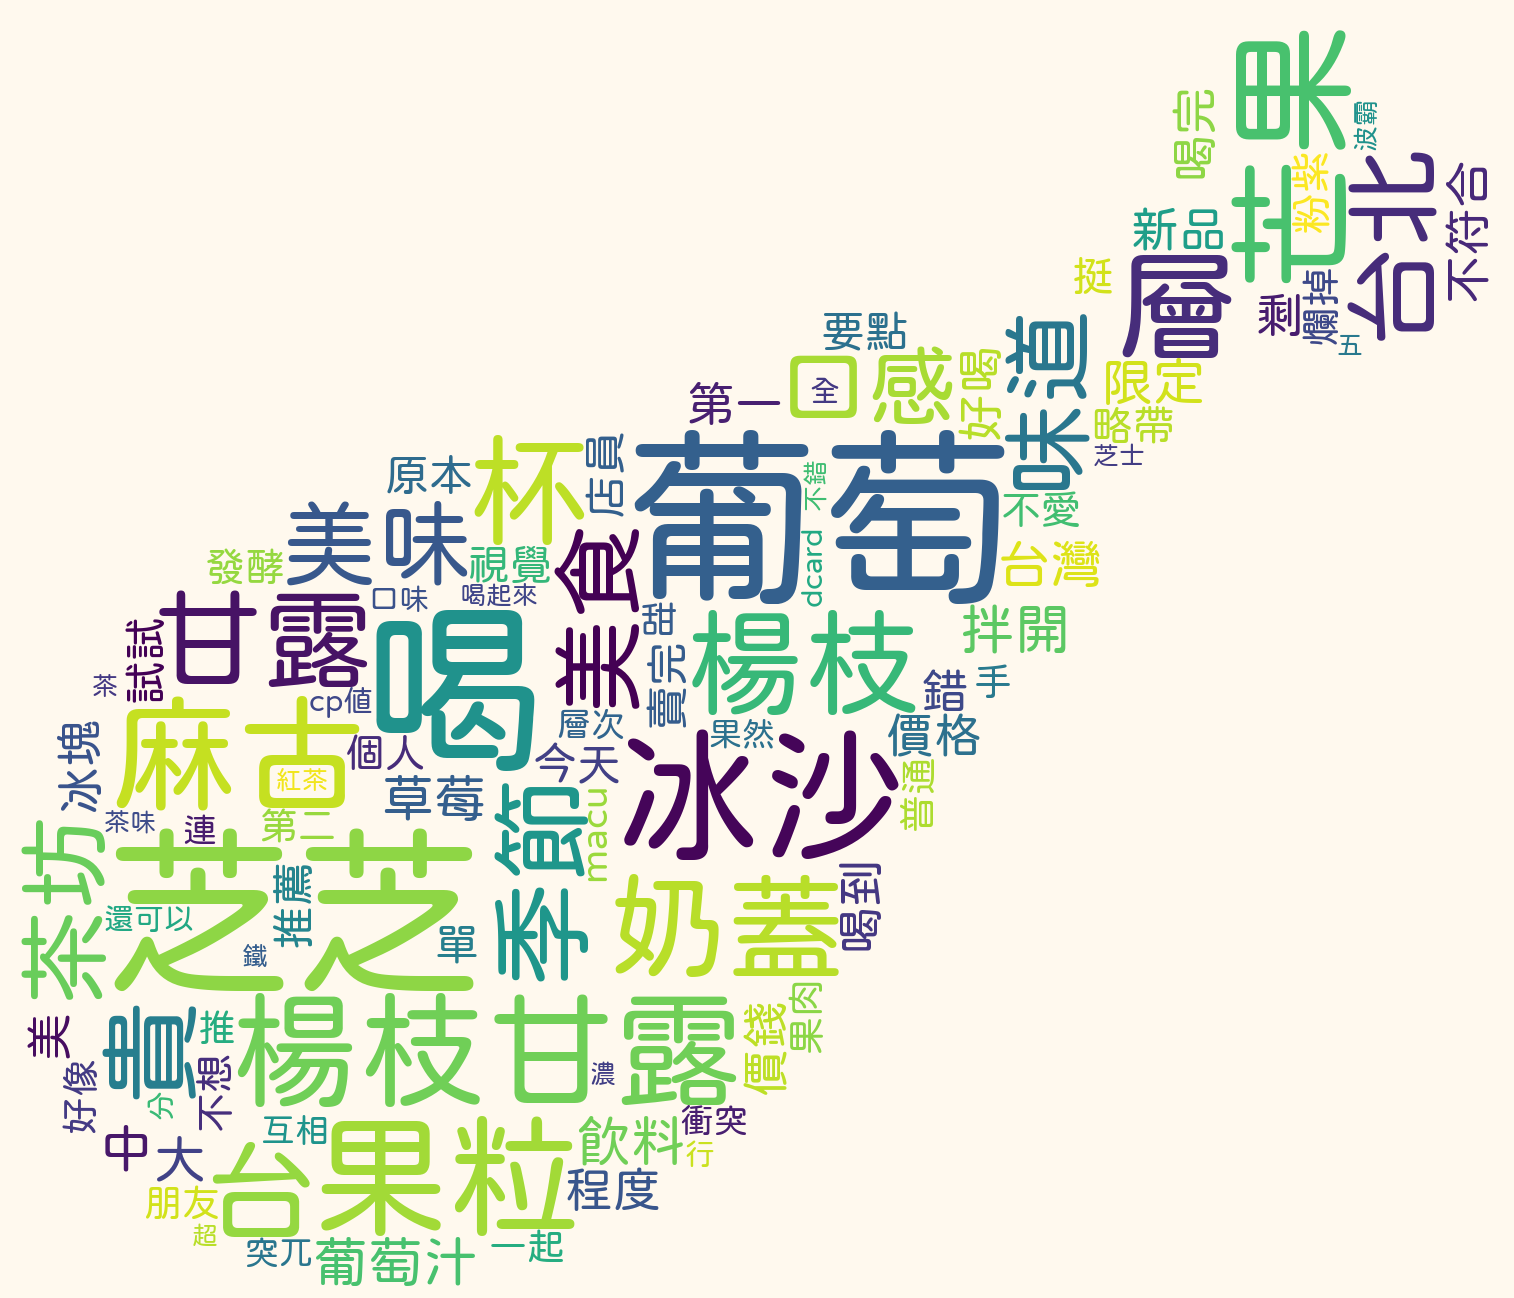 芒果
喝完
波霸
紫粉
台北
不符合
新品
層
挺
剩
爛掉
五
要點
味道
限定
略帶
芝士
好喝
口感
全
第一
葡萄
不錯
dcard
不愛
台灣
杯
店員
原本
美味
視覺
發酵
口味
喝起來
美食
甘露
試試
茶
cp值
喝
甜
賣完
楊枝
拌開
錯
手
價格
層次
果然
麻古
紅茶
個人
今天
冰沙
冰塊
草莓
普通
茶味
連
第二
季節
macu
茶坊
芝芝
還可以
推薦
鐵
單
奶蓋
喝到
美
貴
推
楊枝甘露
濃
價錢
果肉
好像
不想
分
中
大
互相
台
果粒
飲料
衝突
行
程度
朋友
超
突兀
葡萄汁
一起